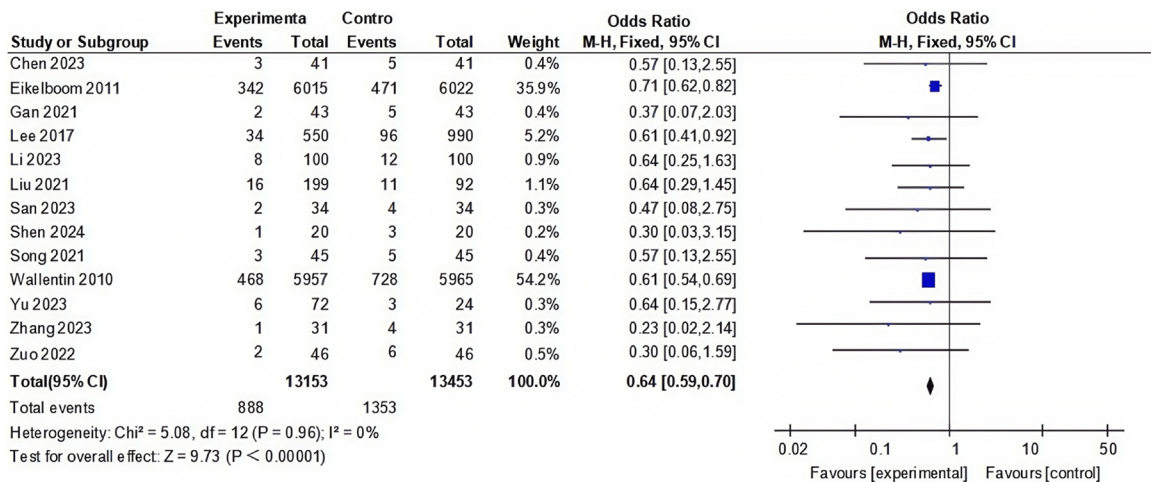 Experimenta Contro Odds Ratio Odds Ratio
Study or Subgroup Events Total Events Total Weight M-H, Fixed, 95% CI M-H, Fixed, 95% CI
Chen 2023 3 41 5 41 0.4% 0.57 [0.13,2.55]
Eikelboom 2011 342 6015 471 6022 35.9% 0.71 [0.62,0.82]
Gan 2021 2 43 5 43 0.4% 0.37 [0.07,2.03]
Lee 2017 34 550 96 990 5.2% 0.61 [0.41,0.92]
Li 2023 8 100 12 100 0.9% 0.64 [0.25,1.63]
Liu 2021 16 199 11 92 1.1% 0.64 [0.29,1.45]
San 2023 2 34 4 34 0.3% 0.47 [0.08,2.75]
Shen 2024 1 20 3 20 0.2% 0.30 [0.03,3.15]
Song 2021 3 45 5 45 0.4% 0.57 [0.13,2.55]
Wallentin 2010 468 5957 728 5965 54.2% 0.61 [0.54,0.69]
Yu 2023 6 72 3 24 0.3% 0.64 [0.15,2.77]
Zhang 2023 1 31 4 31 0.3% 0.23 [0.02,2.14]
Zuo 2022 2 46 6 46 0.5% 0.30 [0.06,1.59]
Total(95% CI) 13153 13453 100.0% 0.64 [0.59,0.70]
Total events 888 1353
Heterogeneity: Chi² = 5.08, df = 12 (P = 0.96); I² = 0%
Test for overall effect: Z = 9.73 (P < 0.00001)
0.02 0.1 1 10 50
Favours [experimental] Favours [control]